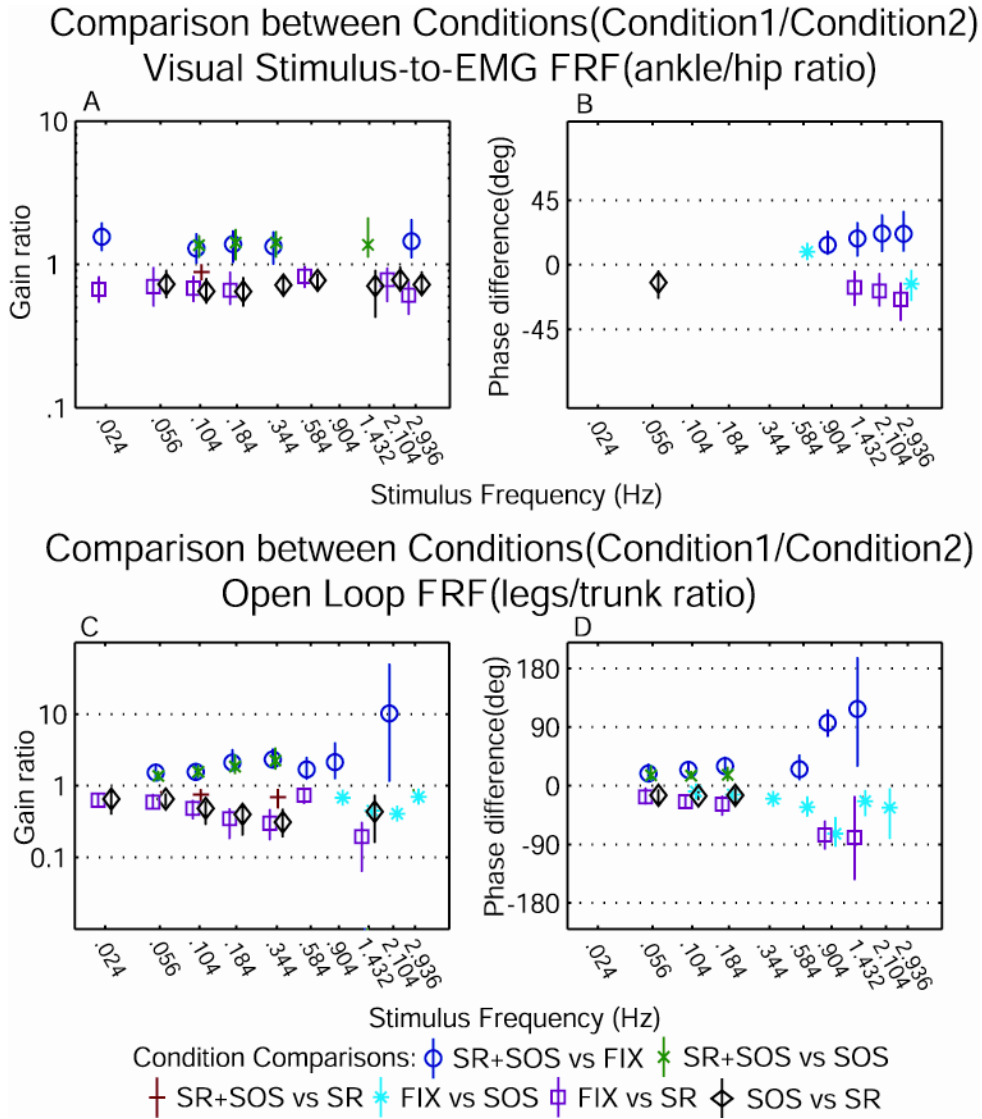 Comparison between Conditions(Condition1/Condition2)
Visual Stimulus-to-EMG FRF(ankle/hip ratio)
A
10
1
.1
Gain ratio
.024 .056 .104 .184 .344 .584 .904 1.432 2.104 2.936
B
45
0
-45
Phase difference(deg)
.024 .056 .104 .184 .344 .584 .904 1.432 2.104 2.936
Stimulus Frequency (Hz)
Comparison between Conditions(Condition1/Condition2)
Open Loop FRF(legs/trunk ratio)
C
10
1
0.1
Gain ratio
.024 .056 .104 .184 .344 .584 .904 1.432 2.104 2.936
D
180
90
0
-90
-180
Phase difference(deg)
.024 .056 .104 .184 .344 .584 .904 1.432 2.104 2.936
Stimulus Frequency (Hz)
Condition Comparisons: SR+SOS vs FIX SR+SOS vs SOS
SR+SOS vs SR FIX vs SOS FIX vs SR SOS vs SR